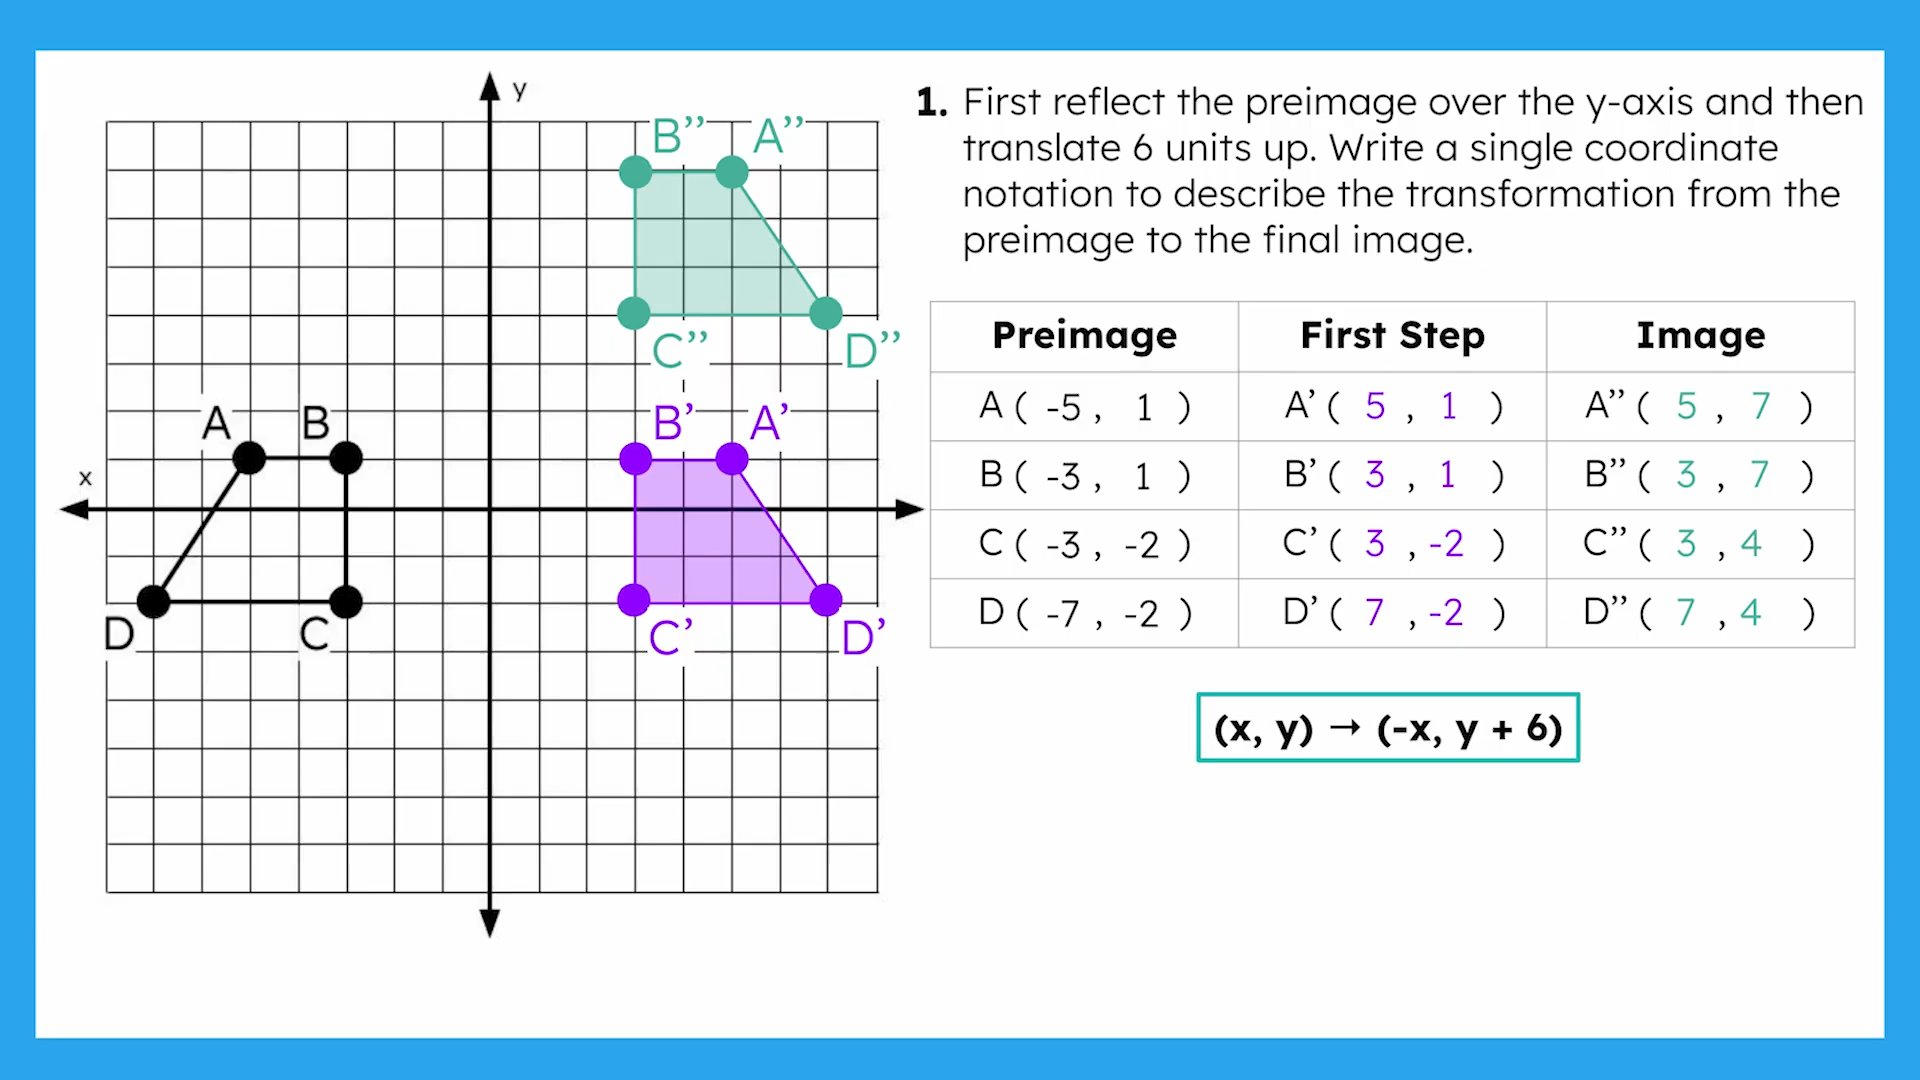 y
x
B’’ A’’
C’’ D’’
A B
B’ A’
D C
C’ D’
1. First reflect the preimage over the y-axis and then
translate 6 units up. Write a single coordinate
notation to describe the transformation from the
preimage to the final image.
Preimage First Step Image
A ( -5 , 1 ) A’ ( 5 , 1 ) A’’ ( 5 , 7 )
B ( -3 , 1 ) B’ ( 3 , 1 ) B’’ ( 3 , 7 )
C ( -3 , -2 ) C’ ( 3 , -2 ) C’’ ( 3 , 4 )
D ( -7 , -2 ) D’ ( 7 , -2 ) D’’ ( 7 , 4 )
(x, y) → (-x, y + 6)